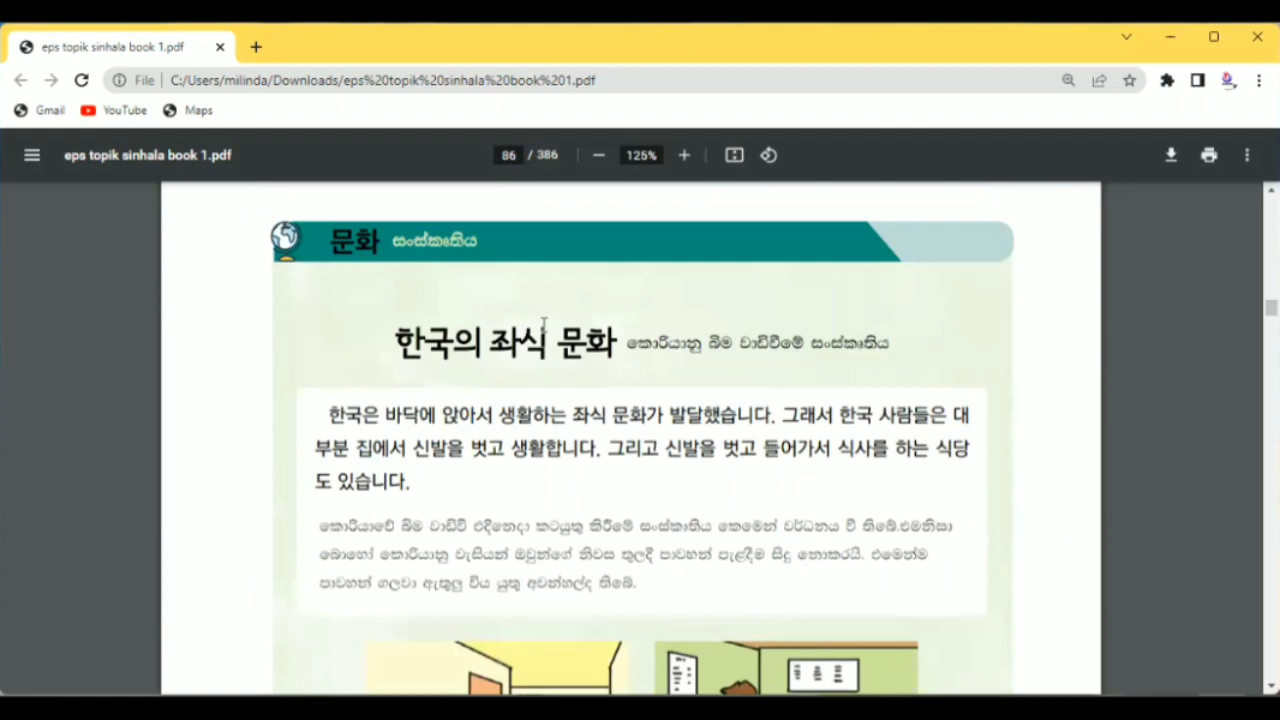 eps topik sinhala book 1.pdf
File
C:/Users/milinda/Downloads/eps%20topik%20sinhala%20book%201.pdf
Gmail YouTube Maps
eps topik sinhala book 1.pdf 86 / 386 125%
문화 සංස්කෘතිය
한국의 좌식 문화 කොරියානු බිම වාඩිවීමේ සංස්කෘතිය
한국은 바닥에 앉아서 생활하는 좌식 문화가 발달했습니다. 그래서 한국 사람들은 대
부분 집에서 신발을 벗고 생활합니다. 그리고 신발을 벗고 들어가서 식사를 하는 식당
도 있습니다.
කොරියාවේ බිම වාඩිවී එදිනෙදා කටයුතු කිරීමේ සංස්කෘතිය කෙමෙන් වර්ධනය වී තිබේ.එමනිසා
බොහෝ කොරියානු වැසියන් ඔවුන්ගේ නිවස තුලදී පාවහන් පැළදීම සිදු නොකරයි. එමෙන්ම
පාවහන් ගලවා ඇතුලු විය යුතු අවන්හල්ද තිබේ.